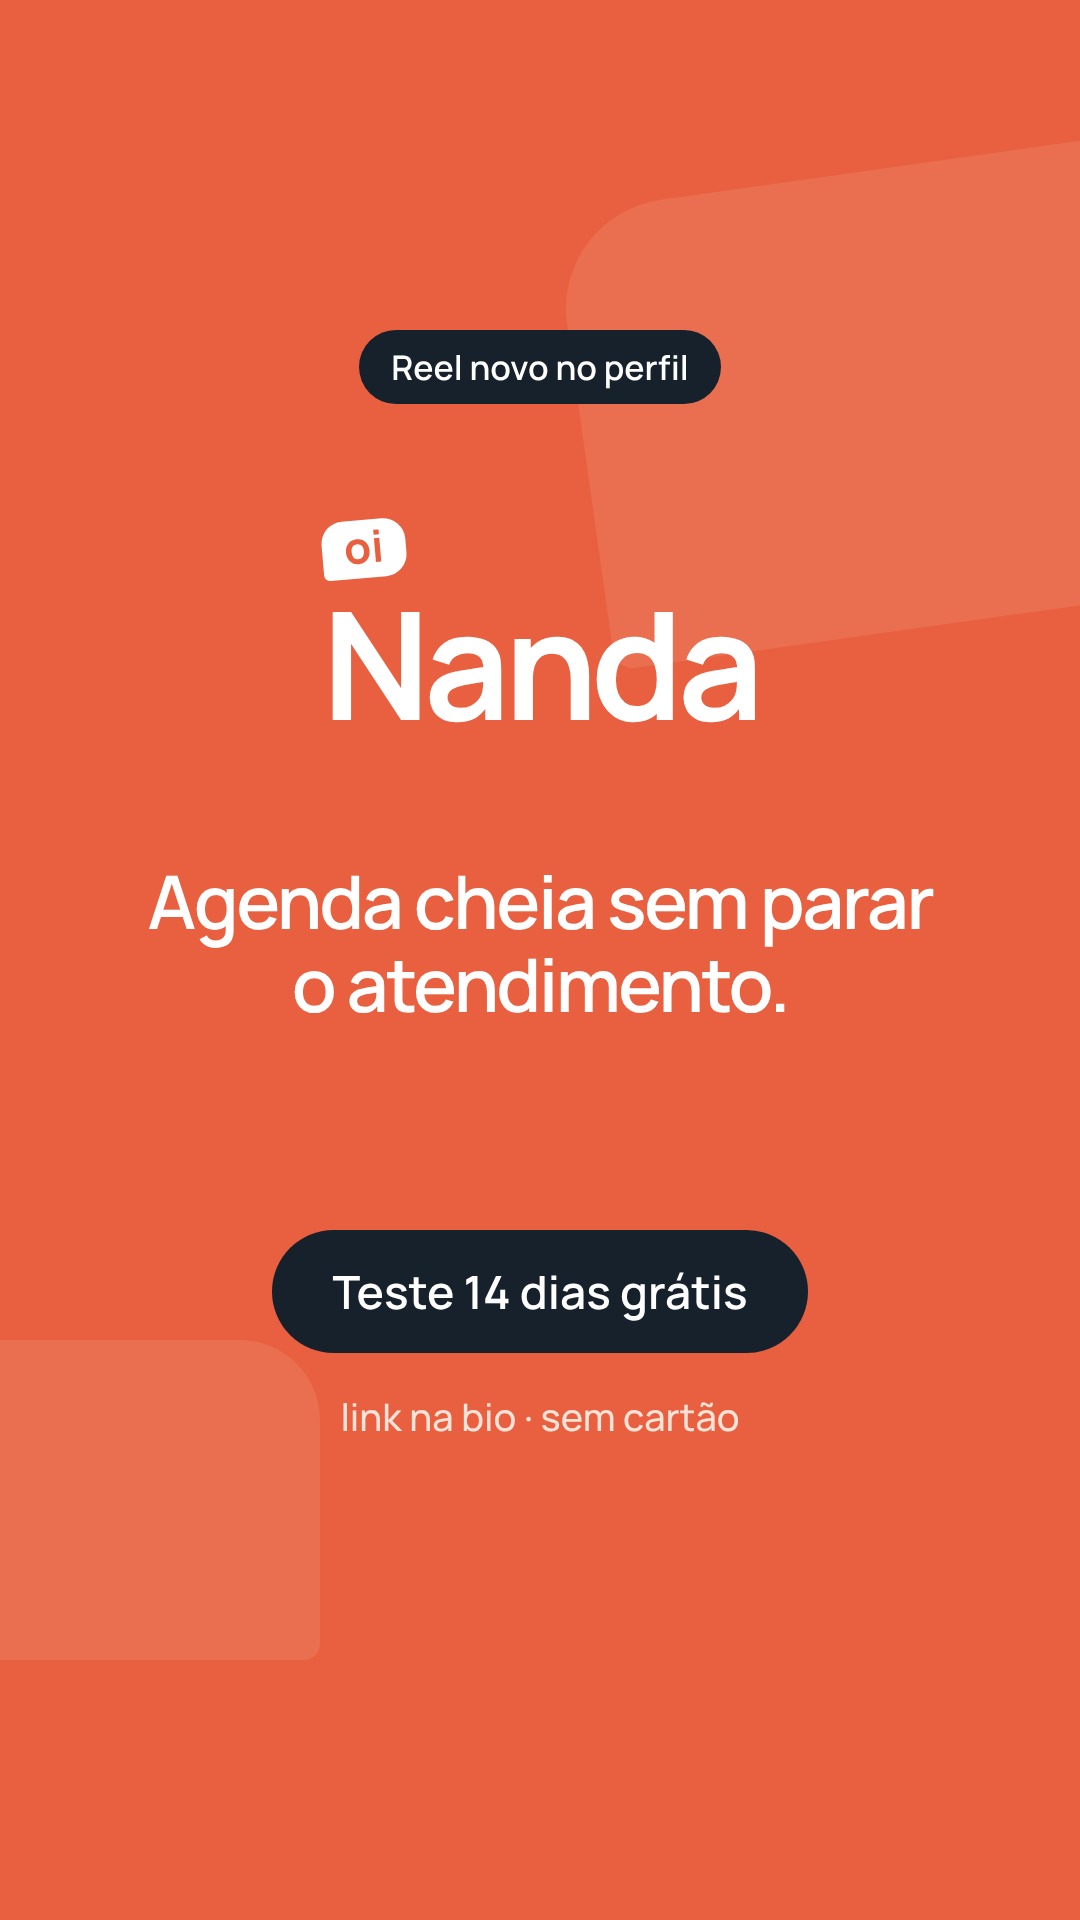 Reel novo no perfil
oi
Nanda
Agenda cheia sem parar
o atendimento.
Teste 14 dias grátis
link na bio · sem cartão